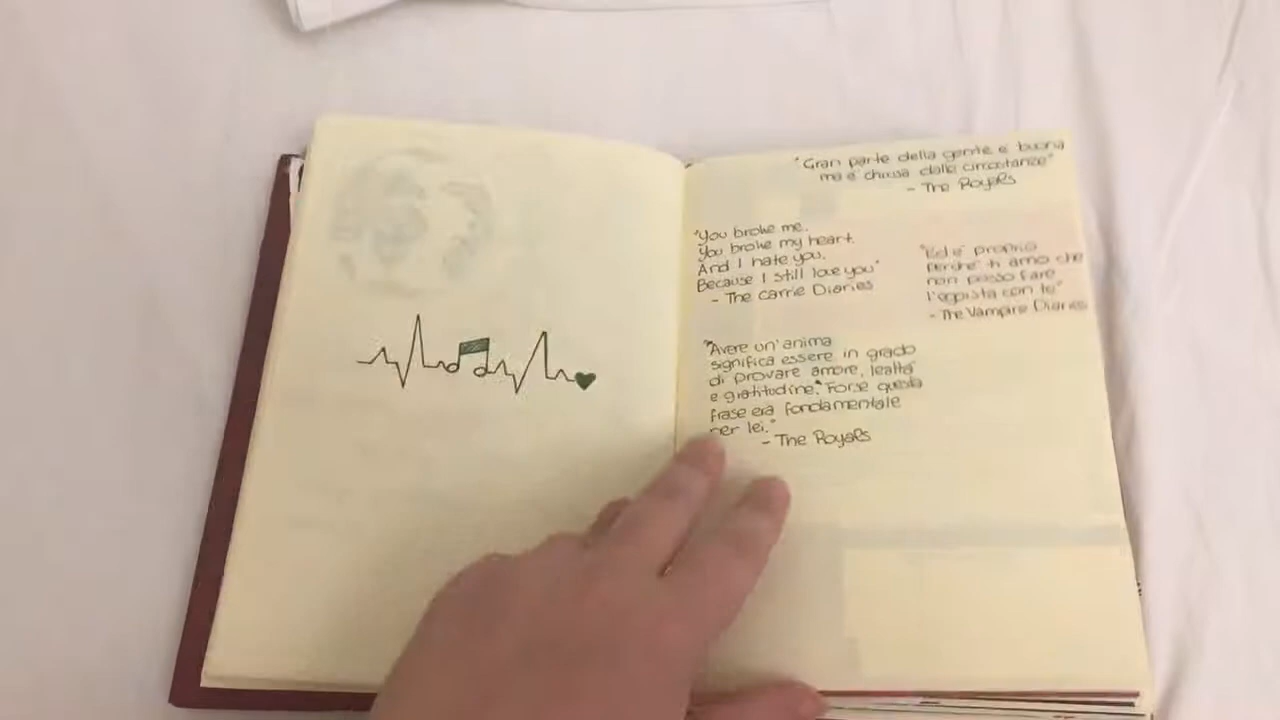 "Gran parte della gente e' buona
ma e' chiusa dalle circostanze"
- The Royals
"You broke me.
You broke my heart.
And I hate you.
Because I still love you"
- The Carrie Diaries
"Ed e' proprio
perche' ti amo che
non posso fare
l'egoista con te"
- The Vampire Diaries
"Avere un'anima
significa essere in grado
di provare amore, lealta'
e gratitudine." Forse questa
frase era fondamentale
per lei."
- The Royals